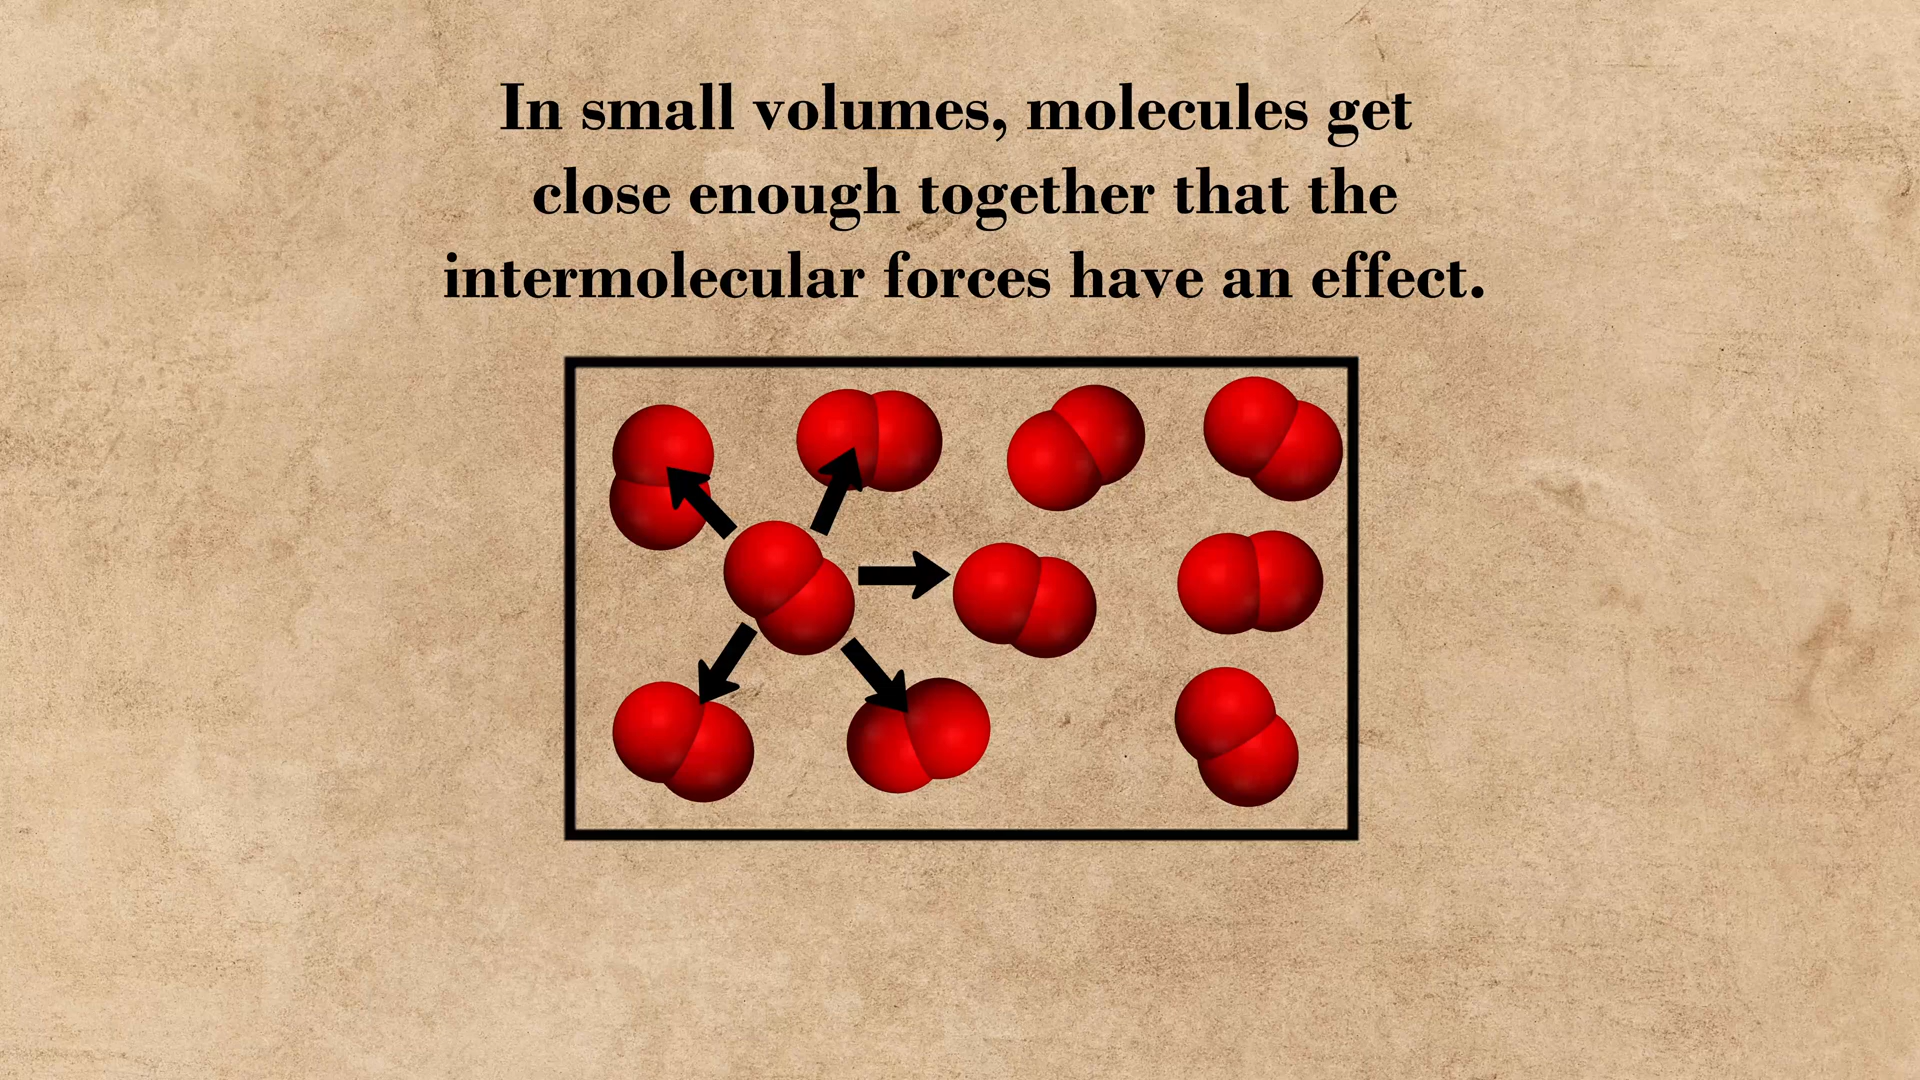 In small volumes, molecules get
close enough together that the
intermolecular forces have an effect.